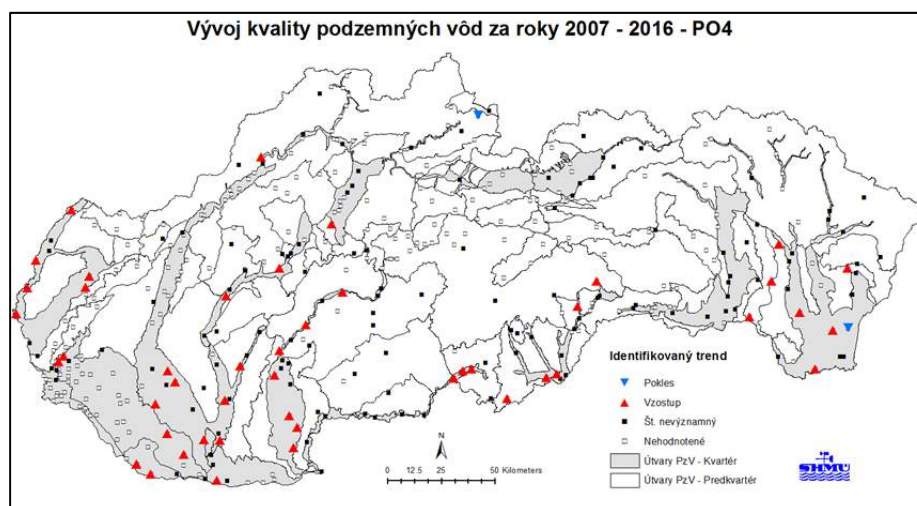 Vývoj kvality podzemných vôd za roky 2007 - 2016 - PO4
Identifikovaný trend
Pokles
Vzostup
Št. nevýznamný
Nehodnotené
Útvary PzV - Kvartér
Útvary PzV - Predkvartér
N
0 12.5 25 50 Kilometers
SHMÚ